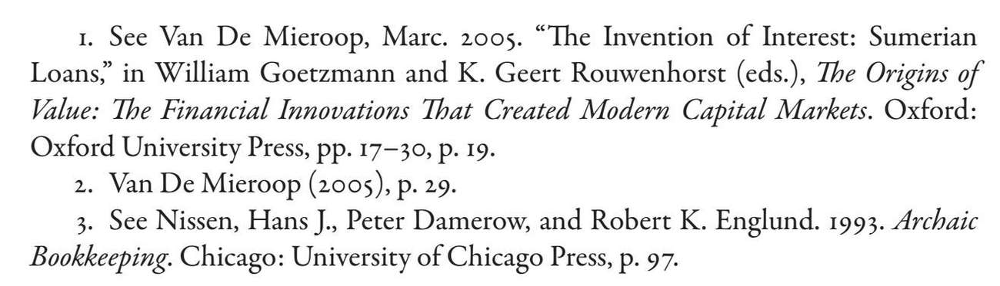 1. See Van De Mieroop, Marc. 2005. “The Invention of Interest: Sumerian
Loans,” in William Goetzmann and K. Geert Rouwenhorst (eds.), The Origins of
Value: The Financial Innovations That Created Modern Capital Markets. Oxford:
Oxford University Press, pp. 17–30, p. 19.
2. Van De Mieroop (2005), p. 29.
3. See Nissen, Hans J., Peter Damerow, and Robert K. Englund. 1993. Archaic
Bookkeeping. Chicago: University of Chicago Press, p. 97.